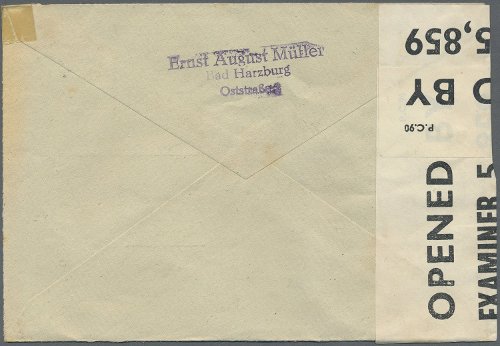 Ernst August Müller
Bad Harzburg
Oststraße
5,859
D BY
P.C.90
OPENED
EXAMINER 5